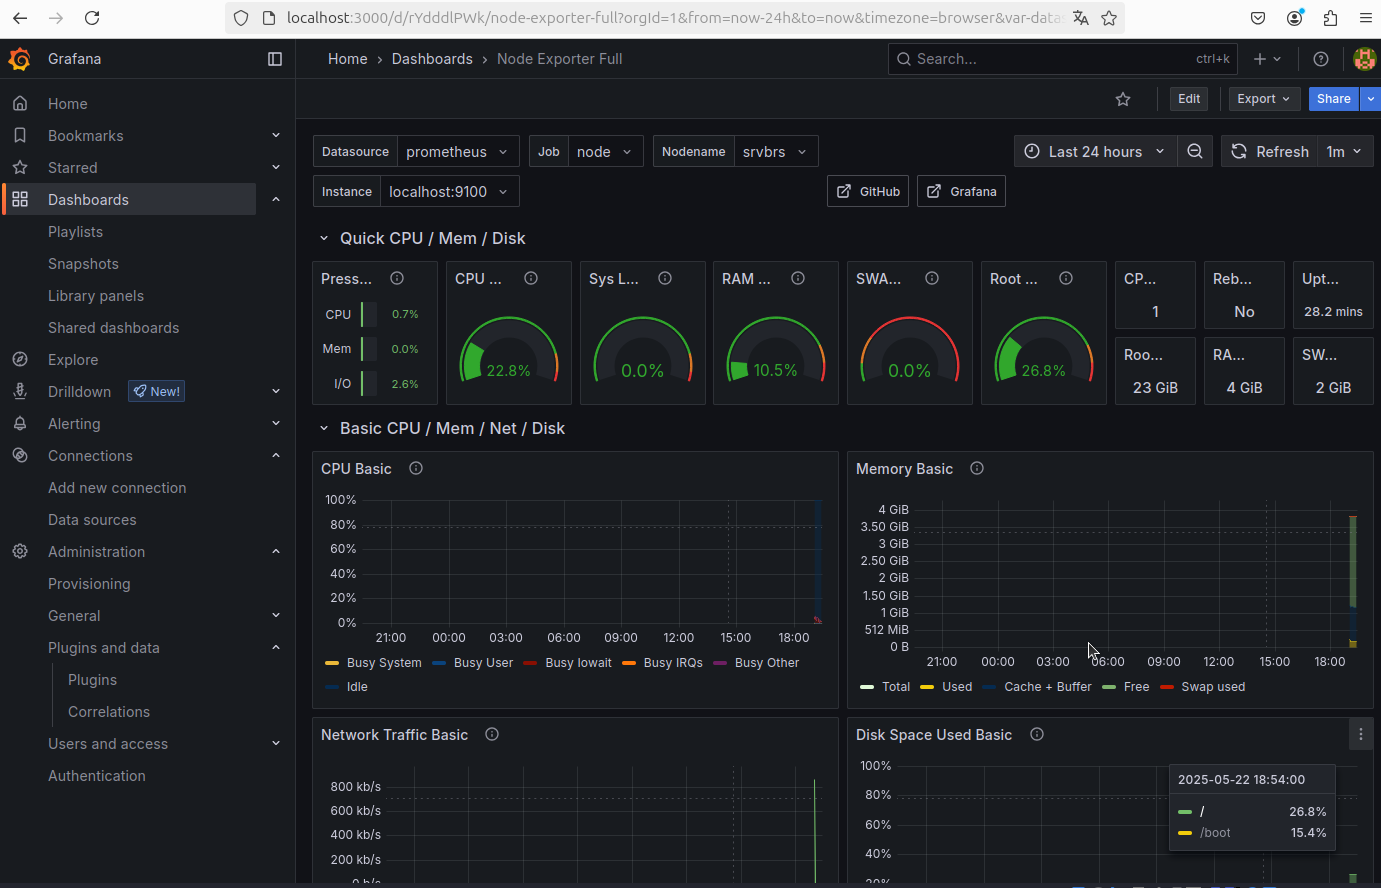 localhost:3000/d/rYdddlPWk/node-exporter-full?orgId=1&from=now-24h&to=now&timezone=browser&var-data
Grafana
Home › Dashboards › Node Exporter Full
Search... ctrl+k
Edit Export Share
Home
Bookmarks
Starred
Dashboards
Playlists
Snapshots
Library panels
Shared dashboards
Explore
Drilldown New!
Alerting
Connections
Add new connection
Data sources
Administration
Provisioning
General
Plugins and data
Plugins
Correlations
Users and access
Authentication
Datasource prometheus Job node Nodename srvbrs Last 24 hours Refresh 1m
Instance localhost:9100 GitHub Grafana
Quick CPU / Mem / Disk
Press...
CPU 0.7%
Mem 0.0%
I/O 2.6%
CPU ...
22.8%
Sys L...
0.0%
RAM ...
10.5%
SWA...
0.0%
Root ...
26.8%
CP...
1
Reb...
No
Upt...
28.2 mins
Roo...
23 GiB
RA...
4 GiB
SW...
2 GiB
Basic CPU / Mem / Net / Disk
CPU Basic
100%
80%
60%
40%
20%
0%
21:00 00:00 03:00 06:00 09:00 12:00 15:00 18:00
Busy System Busy User Busy Iowait Busy IRQs Busy Other
Idle
Memory Basic
4 GiB
3.50 GiB
3 GiB
2.50 GiB
2 GiB
1.50 GiB
1 GiB
512 MiB
0 B
21:00 00:00 03:00 06:00 09:00 12:00 15:00 18:00
Total Used Cache + Buffer Free Swap used
Network Traffic Basic
800 kb/s
600 kb/s
400 kb/s
200 kb/s
0 kb/s
Disk Space Used Basic
100%
80%
60%
40%
20%
2025-05-22 18:54:00
/ 26.8%
/boot 15.4%